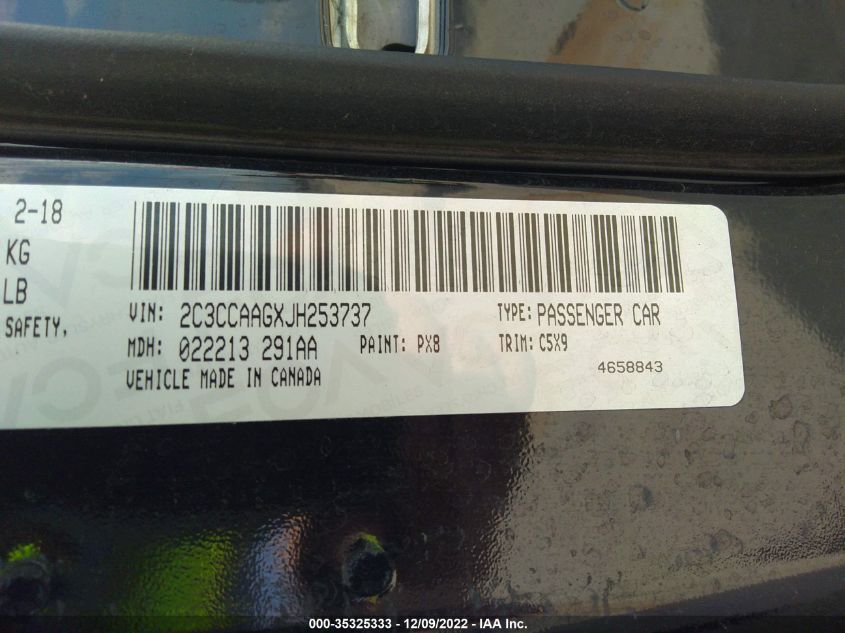 2-18
KG
LB
SAFETY,
VIN: 2C3CCAAGXJH253737 TYPE: PASSENGER CAR
MDH: 022213 291AA PAINT: PX8 TRIM: C5X9
VEHICLE MADE IN CANADA 4658843
000-35325333 - 12/09/2022 - IAA Inc.